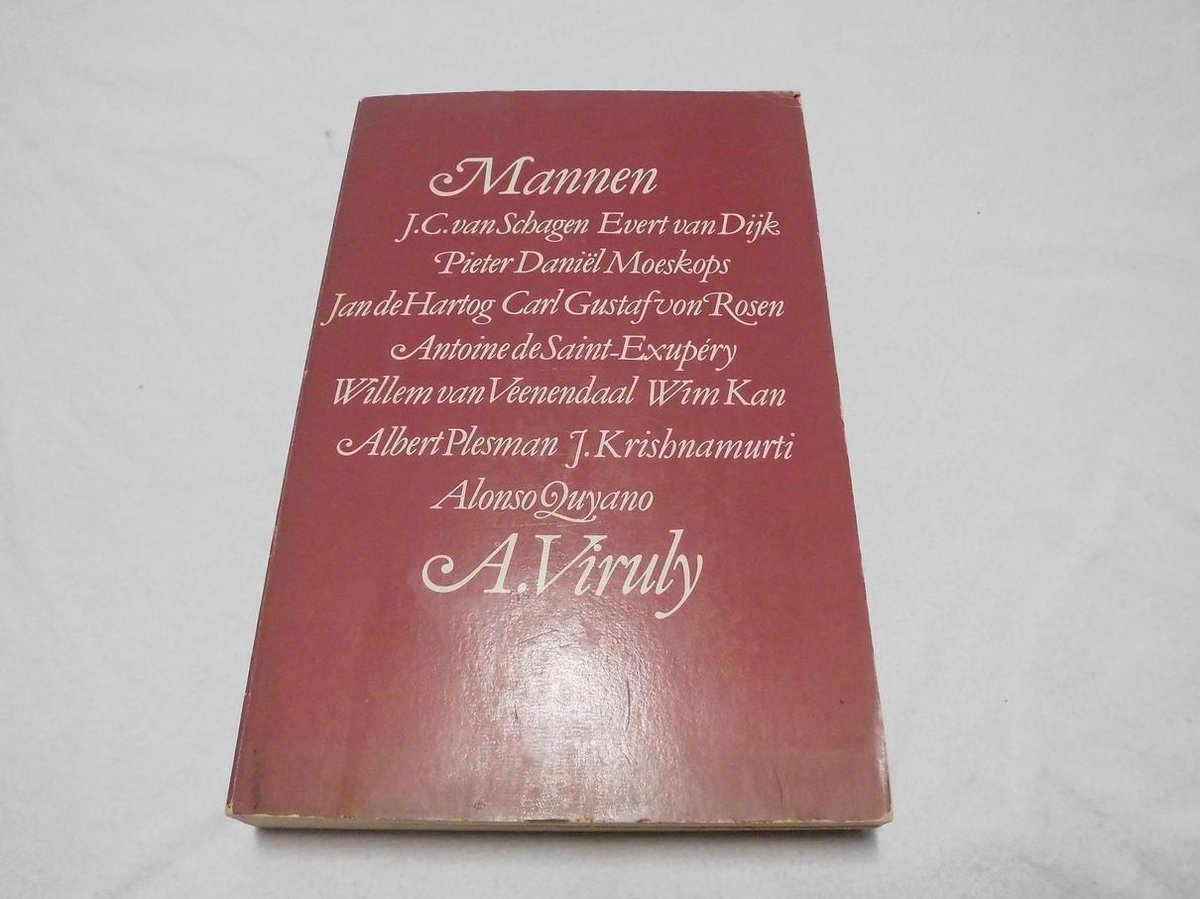 Mannen
J.C. van Schagen Evert van Dijk
Pieter Daniël Moeskops
Jan de Hartog Carl Gustaf von Rosen
Antoine de Saint-Exupéry
Willem van Veenendaal Wim Kan
Albert Plesman J. Krishnamurti
Alonso Quyano
A. Viruly